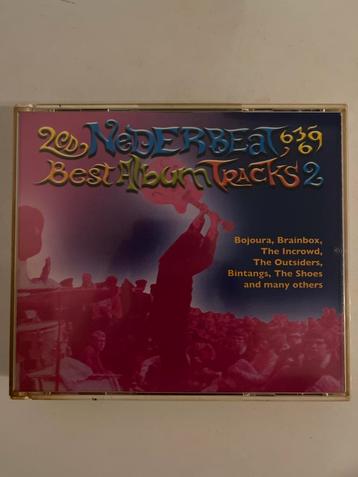 2CD NEDERBEAT 63-'69
BEST ALBUM TRACKS 2
Bojoura, Brainbox,
The Incrowd,
The Outsiders,
Bintangs, The Shoes
and many others